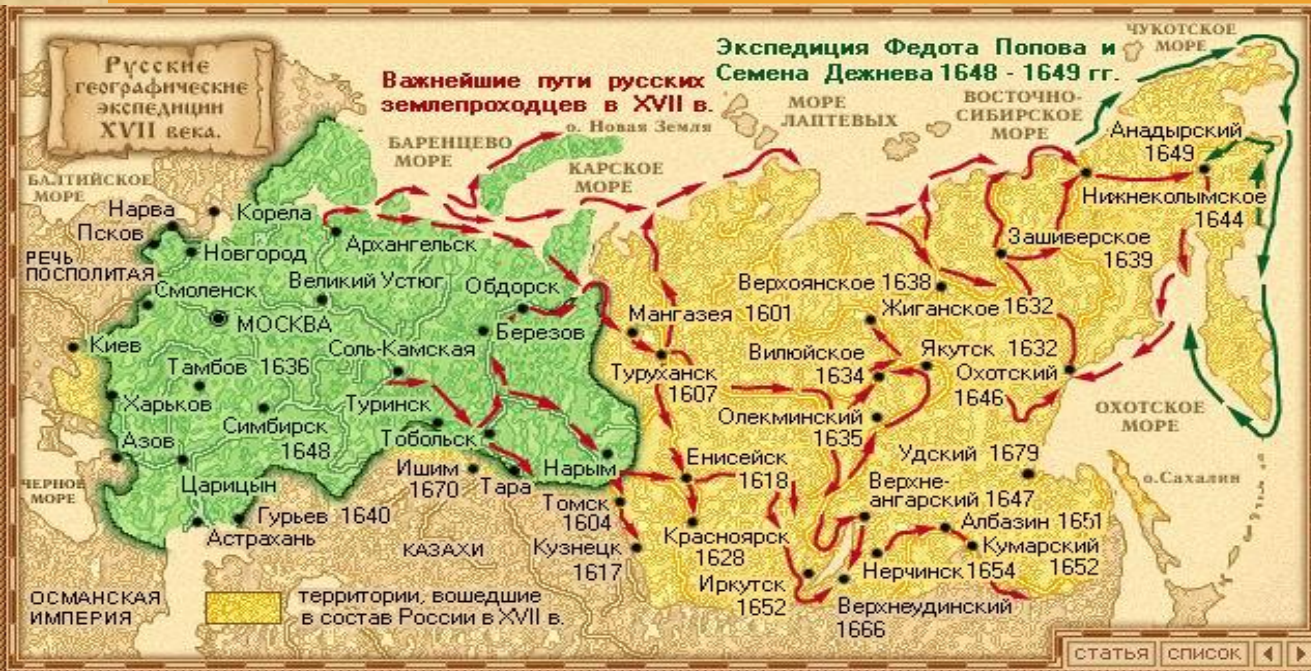 Русские
географические
экспедиции
XVII века.
Важнейшие пути русских
землепроходцев в XVII в.
Экспедиция Федота Попова и
Семена Дежнева 1648 - 1649 гг.
ЧУКОТСКОЕ
МОРЕ
ВОСТОЧНО-
СИБИРСКОЕ
МОРЕ
МОРЕ
ЛАПТЕВЫХ
о. Новая Земля
БАРЕНЦЕВО
МОРЕ
КАРСКОЕ
МОРЕ
БАЛТИЙСКОЕ
МОРЕ
Нарва
Псков
Корела
Новгород
Архангельск
РЕЧЬ
ПОСПОЛИТАЯ
Смоленск
Великий Устюг
Обдорск
МОСКВА
Березов
Киев
Соль-Камская
Тамбов 1636
Харьков
Туринск
Симбирск
1648
Тобольск
Азов
Царицын
Ишим
1670
Тара
Нарым
ЧЕРНОЕ
МОРЕ
Гурьев 1640
Астрахань
КАЗАХИ
Томск
1604
Кузнецк
1617
ОСМАНСКАЯ
ИМПЕРИЯ
территории, вошедшие
в состав России в XVII в.
Анадырский
1649
Нижнеколымское
1644
Зашиверское
1639
Верхоянское 1638
Жиганское 1632
Мангазея 1601
Туруханск
1607
Вилюйское
1634
Якутск 1632
Охотский
1646
Олекминский
1635
ОХОТСКОЕ
МОРЕ
Удский 1679
о.Сахалин
Енисейск
1618
Верхне-
ангарский 1647
Красноярск
1628
Албазин 1651
Кумарский
1652
Нерчинск 1654
Иркутск
1652
Верхнеудинский
1666
статья
список